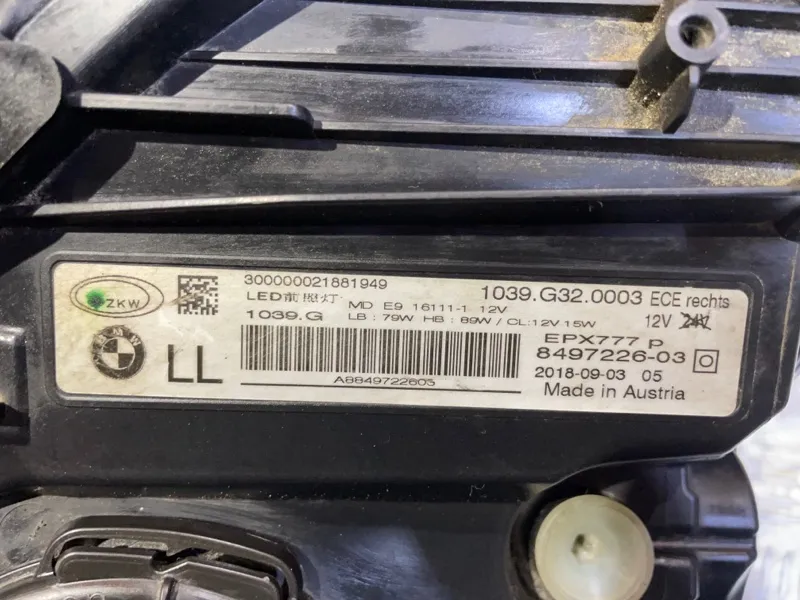 ZKW
300000021881949
LED前照灯 MD E9 16111-1 12V
1039.G LB : 79W HB : 89W / CL:12V 15W
1039.G32.0003 ECE rechts
12V 24V
EPX777 p
8497226-03
2018-09-03 05
Made in Austria
BMW
LL
A8849722603